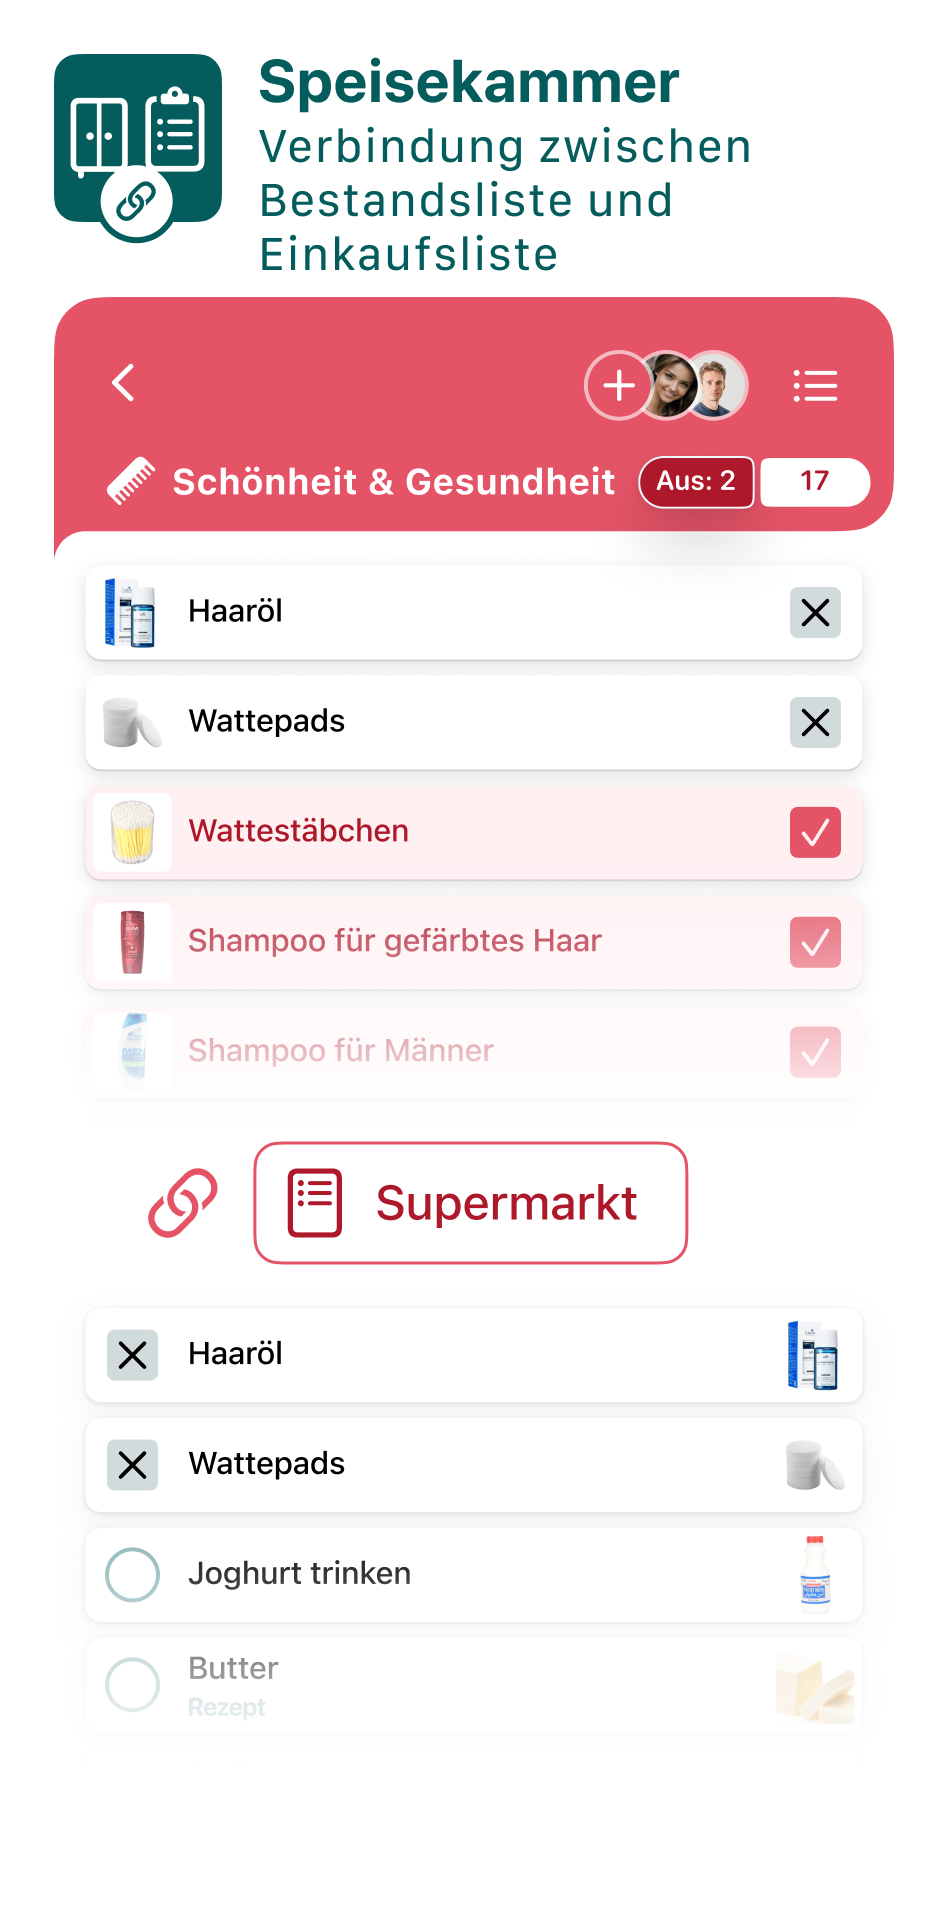 Speisekammer
Verbindung zwischen
Bestandsliste und
Einkaufsliste
Schönheit & Gesundheit
Aus: 2
17
Haaröl
Wattepads
Wattestäbchen
Shampoo für gefärbtes Haar
Shampoo für Männer
Supermarkt
Haaröl
Wattepads
Joghurt trinken
Butter
Rezept